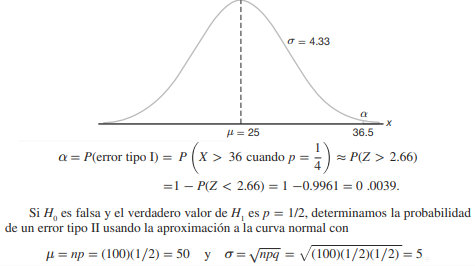 σ = 4.33
α
x
μ = 25
36.5
α = P(error tipo I) = P(X > 36 cuando p = 1/4) ≈ P(Z > 2.66)
=1 − P(Z < 2.66) = 1 −0.9961 = 0 .0039.
Si H₀ es falsa y el verdadero valor de H₁ es p = 1/2, determinamos la probabilidad
de un error tipo II usando la aproximación a la curva normal con
μ = np = (100)(1/2) = 50 y σ = √npq = √(100)(1/2)(1/2) = 5